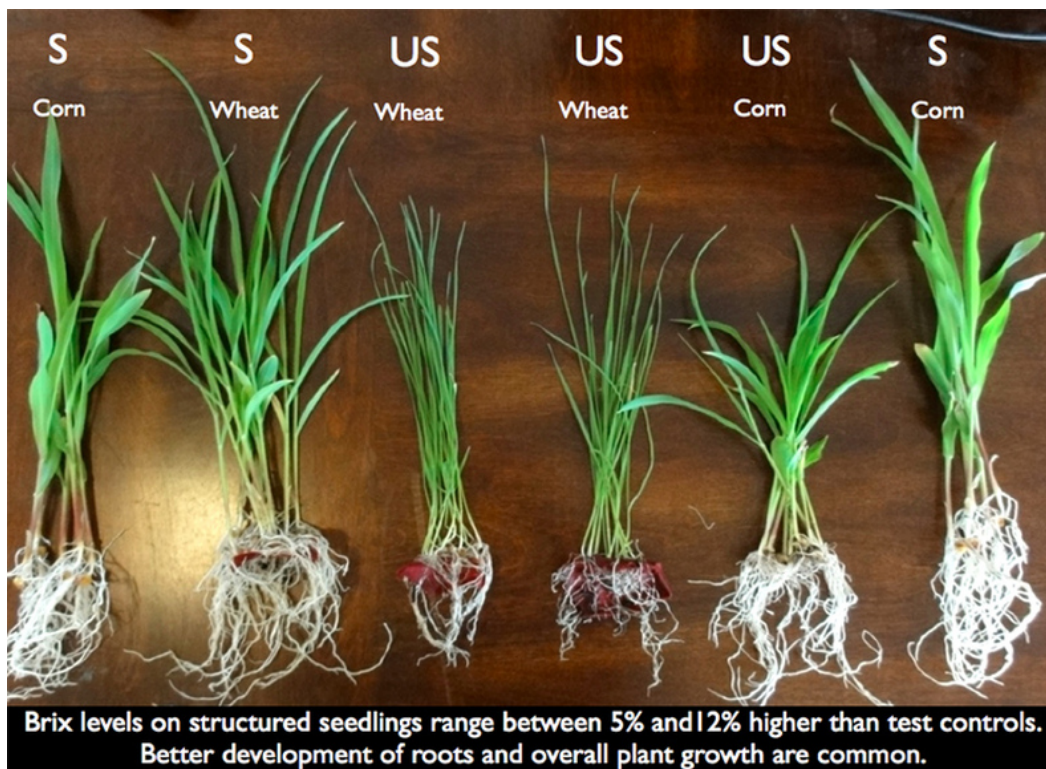 S S US US US S
Corn Wheat Wheat Wheat Corn Corn
Brix levels on structured seedlings range between 5% and12% higher than test controls.
Better development of roots and overall plant growth are common.